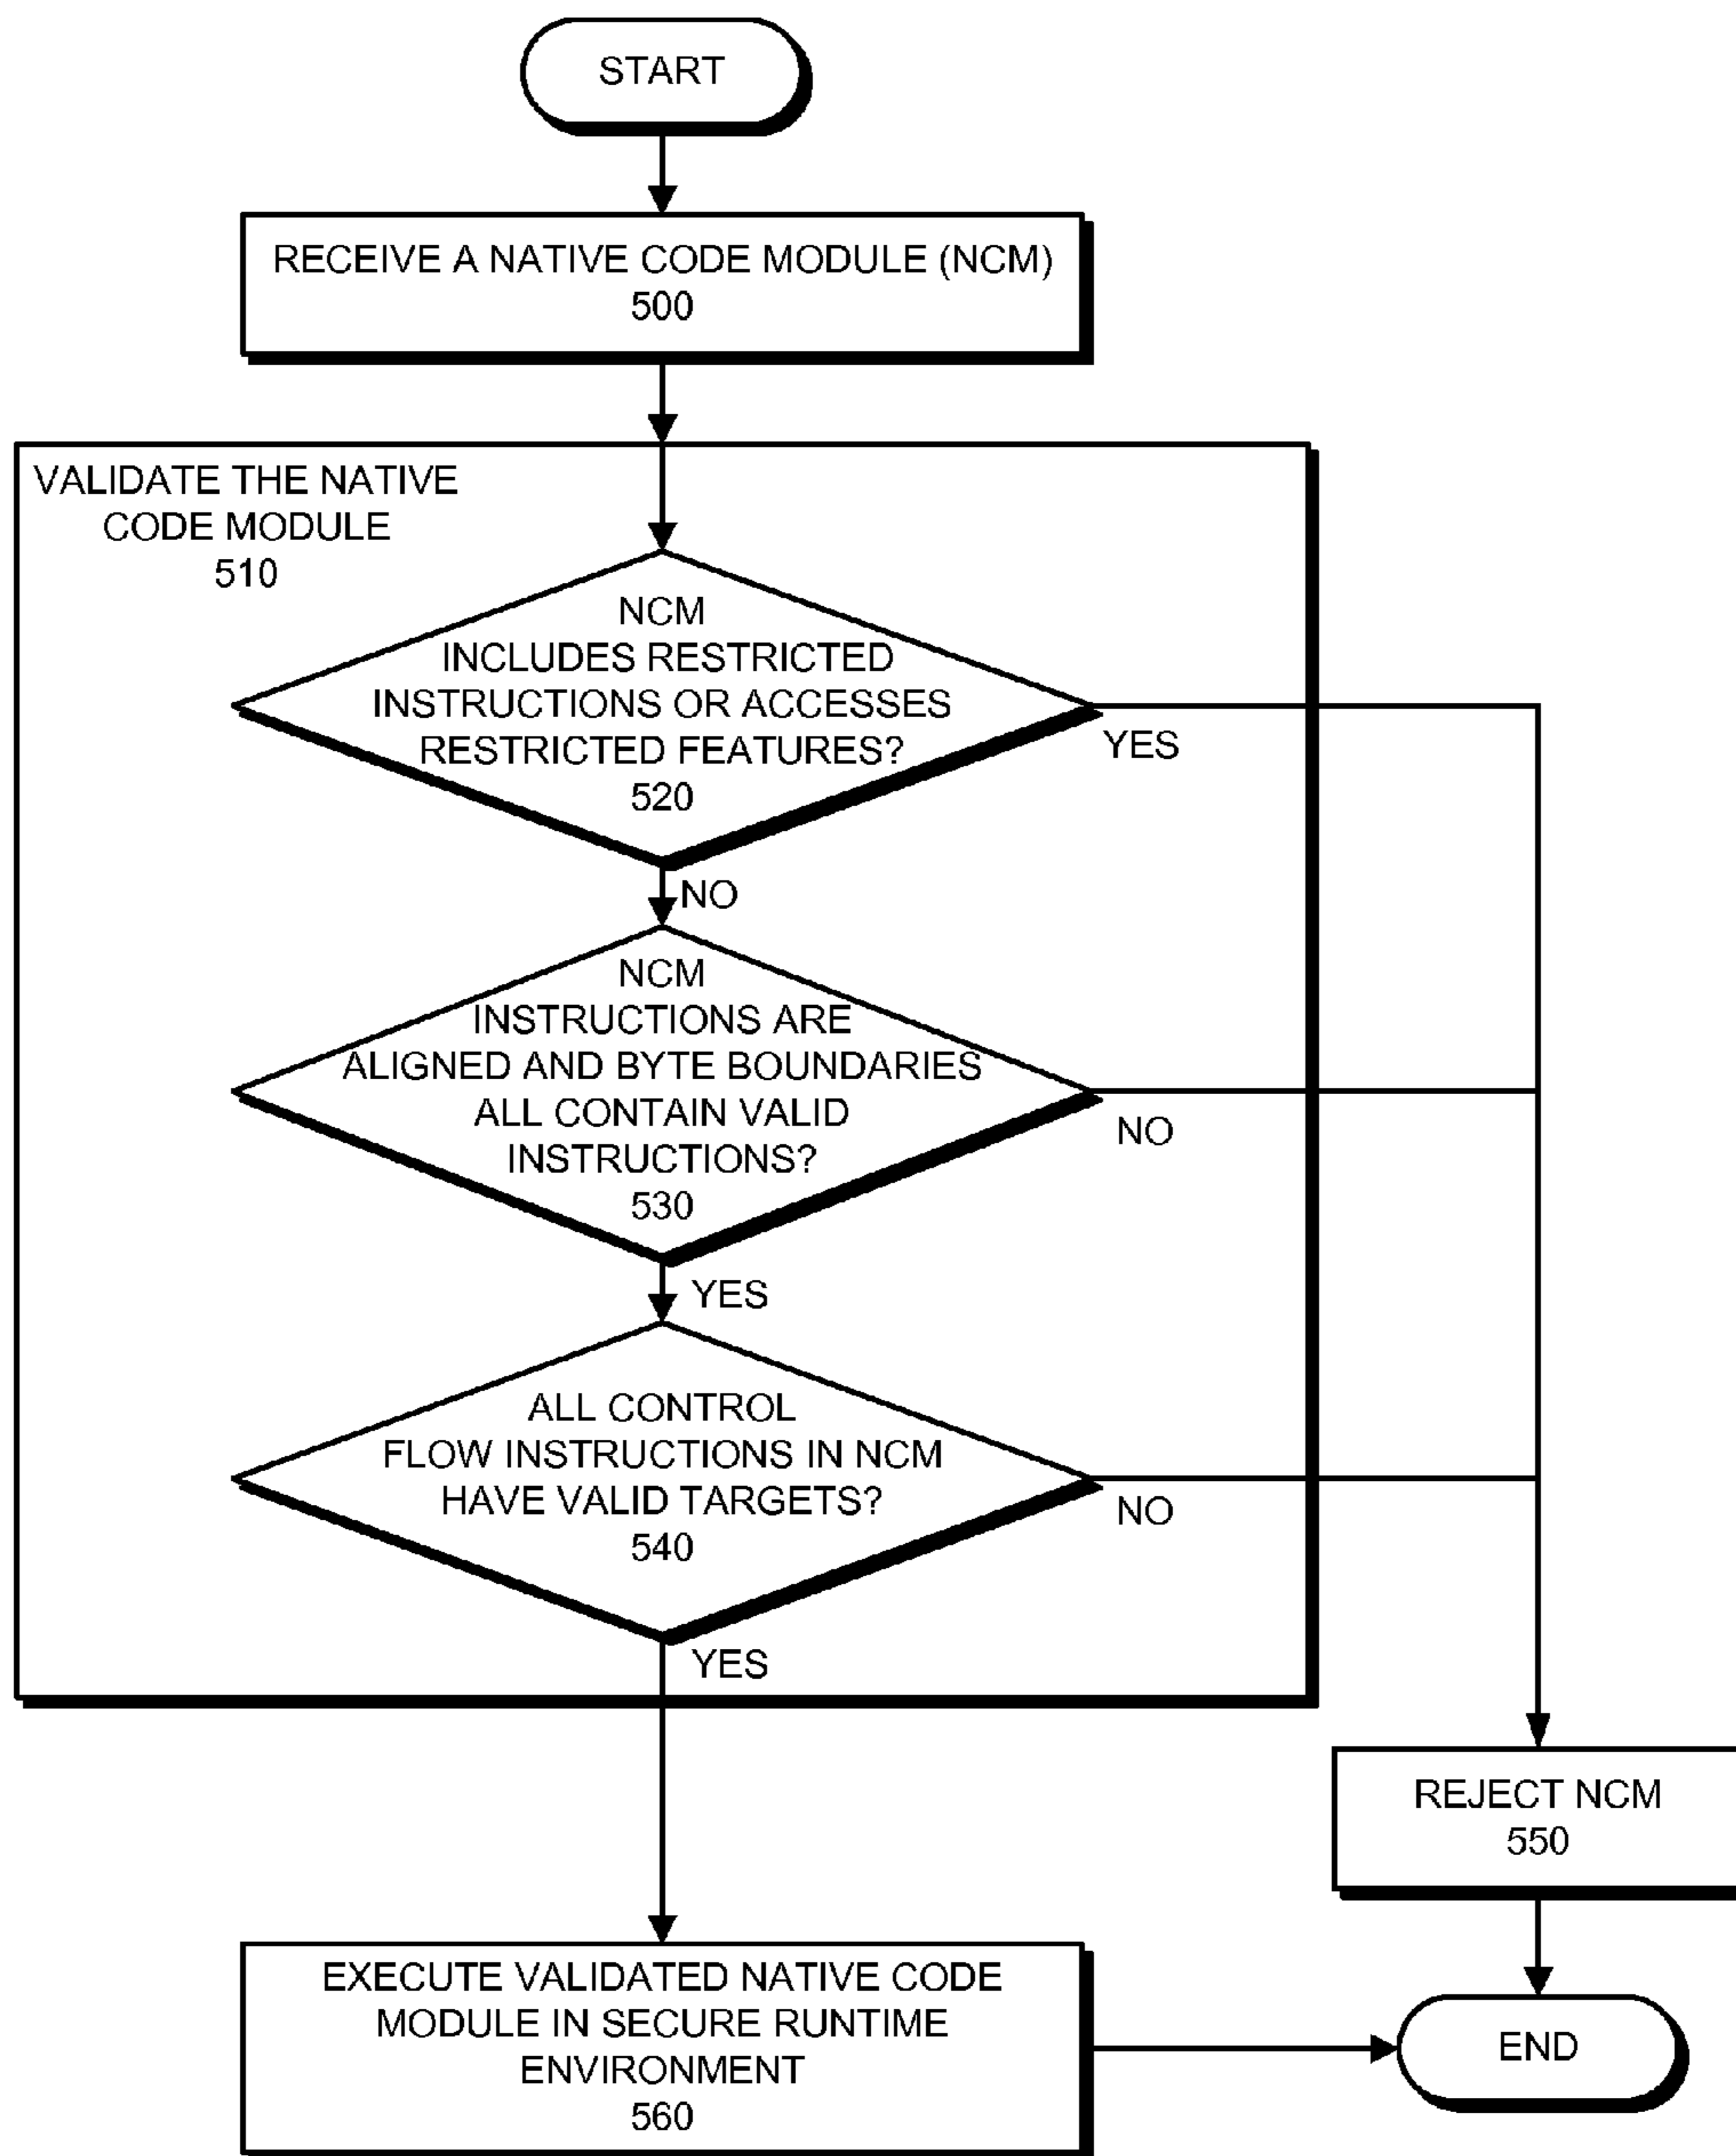 START
RECEIVE A NATIVE CODE MODULE (NCM)
500
VALIDATE THE NATIVE
CODE MODULE
510
NCM
INCLUDES RESTRICTED
INSTRUCTIONS OR ACCESSES
RESTRICTED FEATURES?
520
YES
NO
NCM
INSTRUCTIONS ARE
ALIGNED AND BYTE BOUNDARIES
ALL CONTAIN VALID
INSTRUCTIONS?
530
NO
YES
ALL CONTROL
FLOW INSTRUCTIONS IN NCM
HAVE VALID TARGETS?
540
NO
YES
REJECT NCM
550
EXECUTE VALIDATED NATIVE CODE
MODULE IN SECURE RUNTIME
ENVIRONMENT
560
END